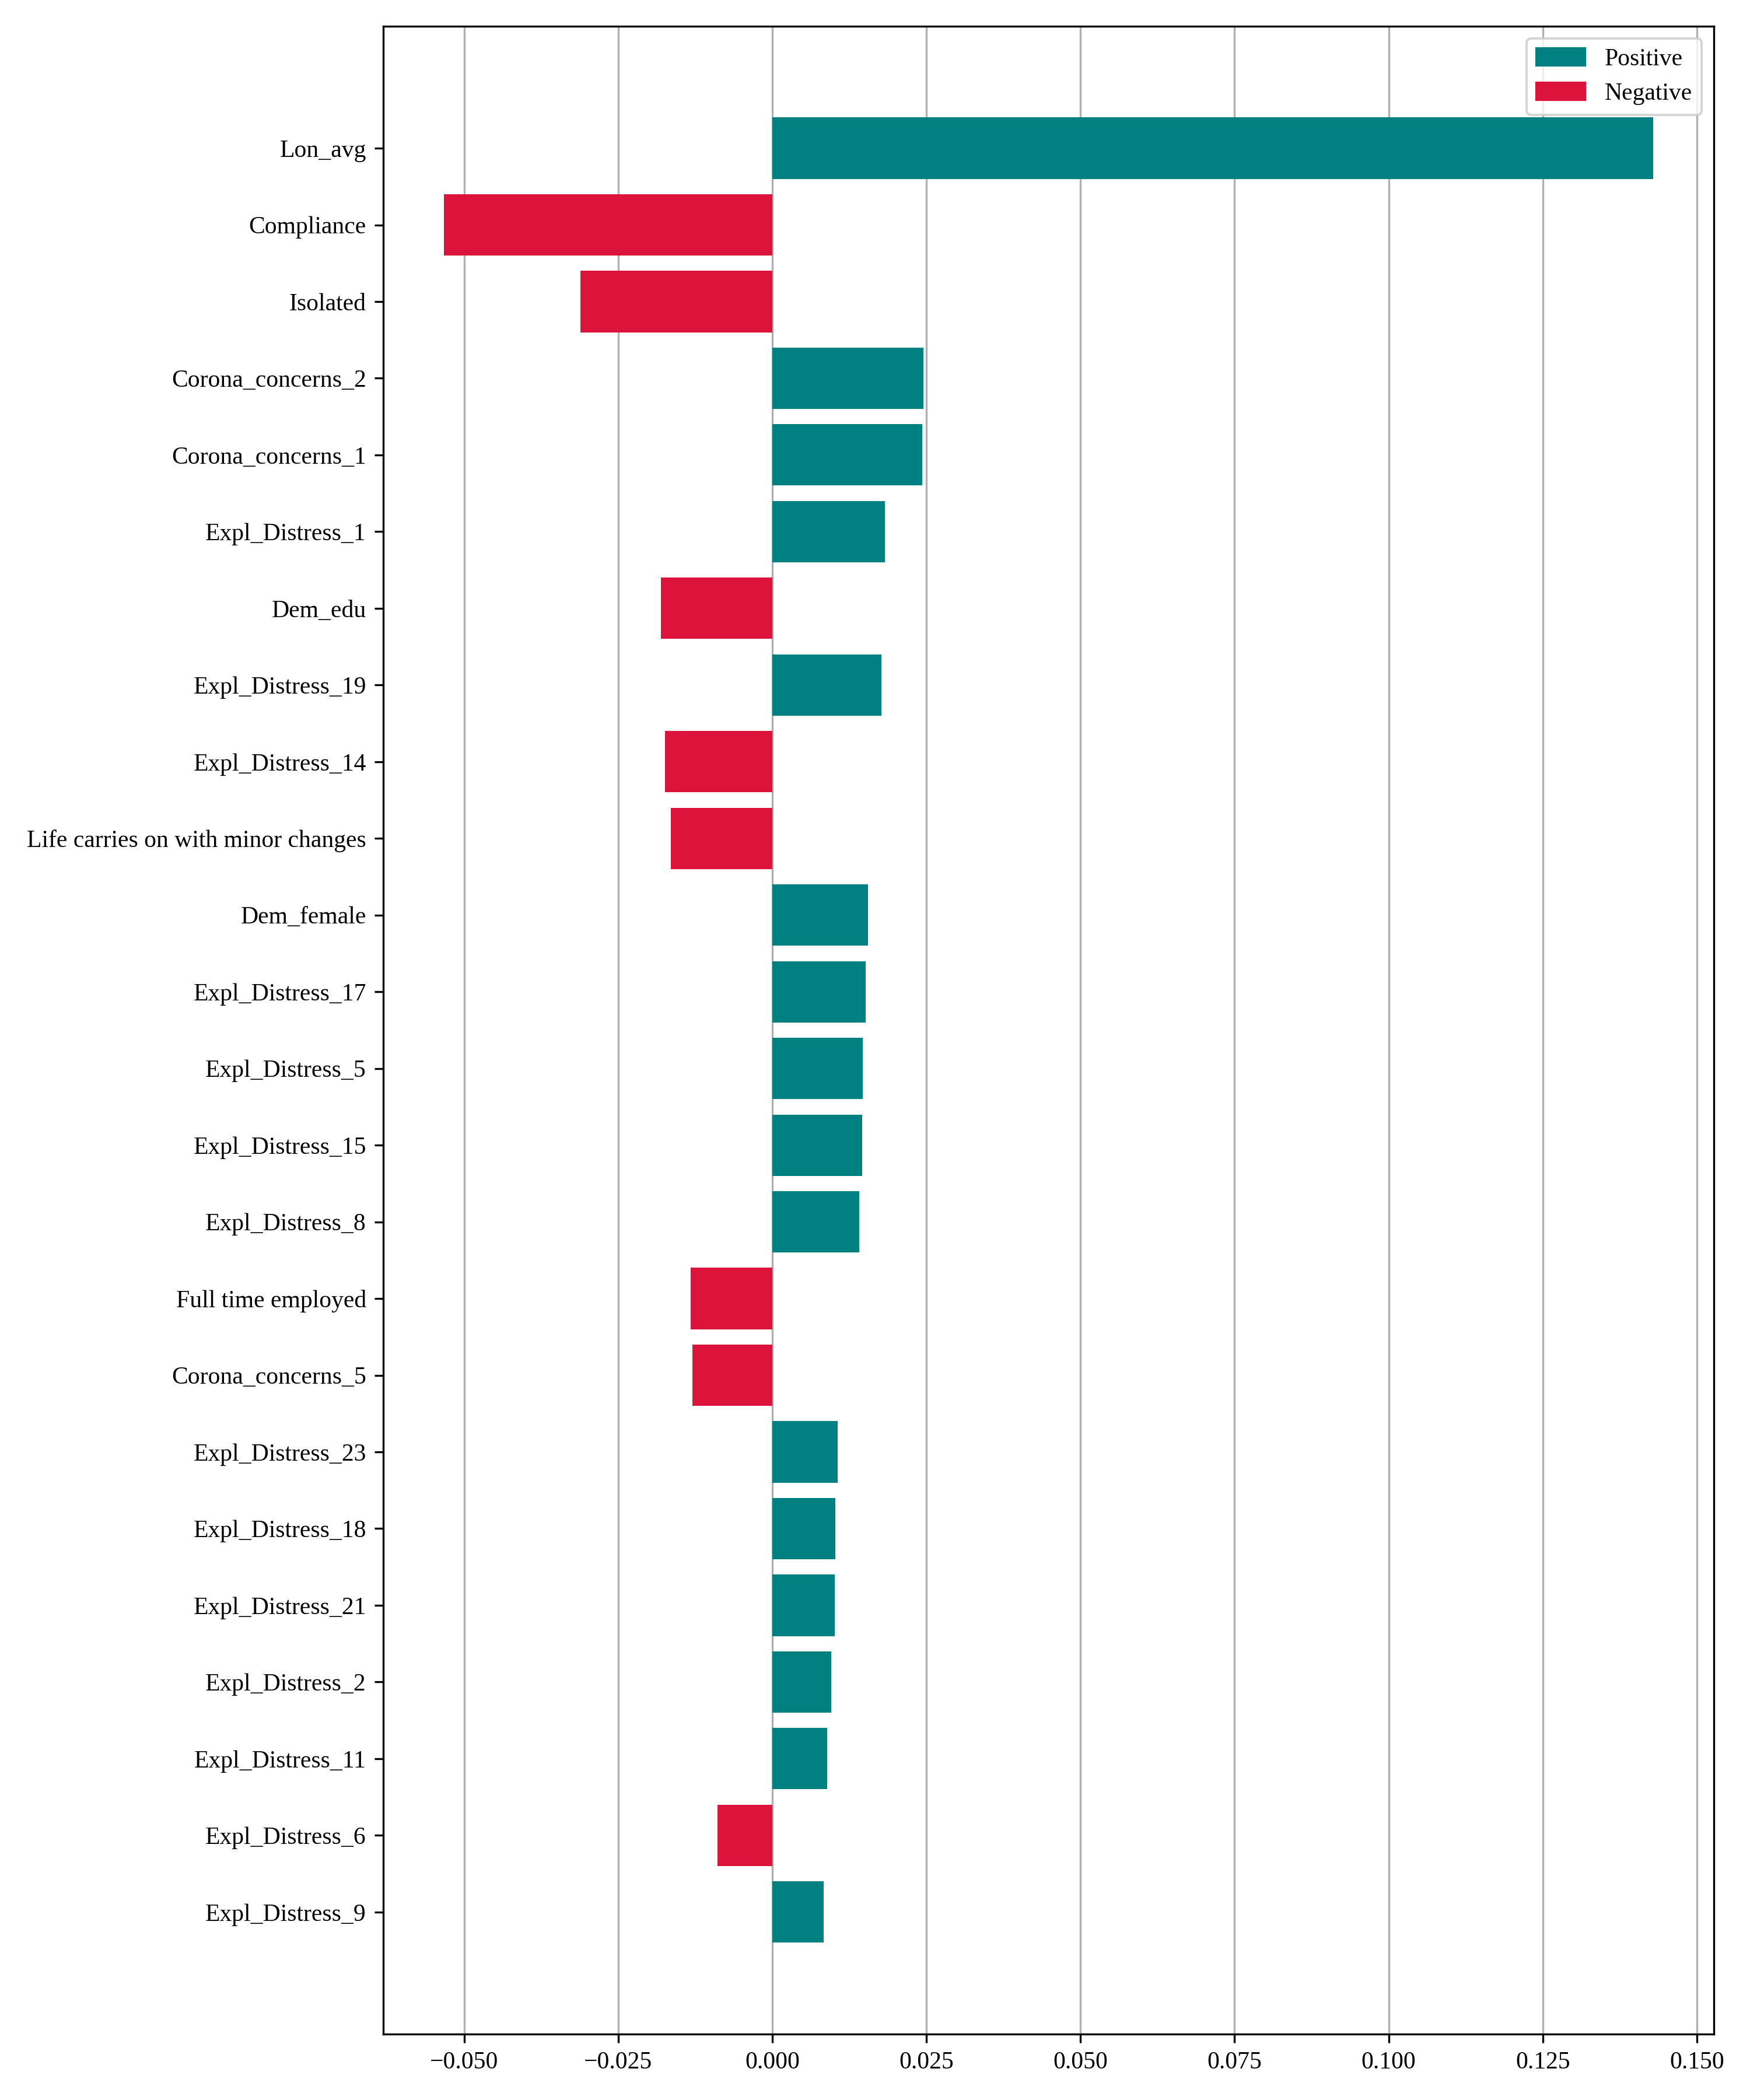 Positive
Negative
Lon_avg
Compliance
Isolated
Corona_concerns_2
Corona_concerns_1
Expl_Distress_1
Dem_edu
Expl_Distress_19
Expl_Distress_14
Life carries on with minor changes
Dem_female
Expl_Distress_17
Expl_Distress_5
Expl_Distress_15
Expl_Distress_8
Full time employed
Corona_concerns_5
Expl_Distress_23
Expl_Distress_18
Expl_Distress_21
Expl_Distress_2
Expl_Distress_11
Expl_Distress_6
Expl_Distress_9
−0.050 −0.025 0.000 0.025 0.050 0.075 0.100 0.125 0.150